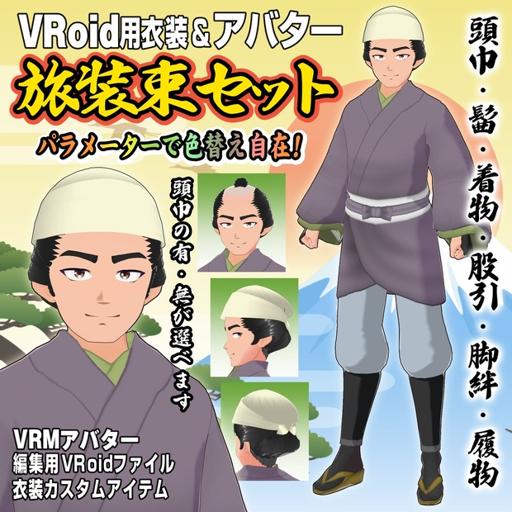 VRoid用衣装&アバター
旅装束セット
パラメーターで色替え自在!
頭巾・髷・着物・股引・脚絆・履物
頭巾の有・無が選べます
VRMアバター
編集用VRoidファイル
衣装カスタムアイテム